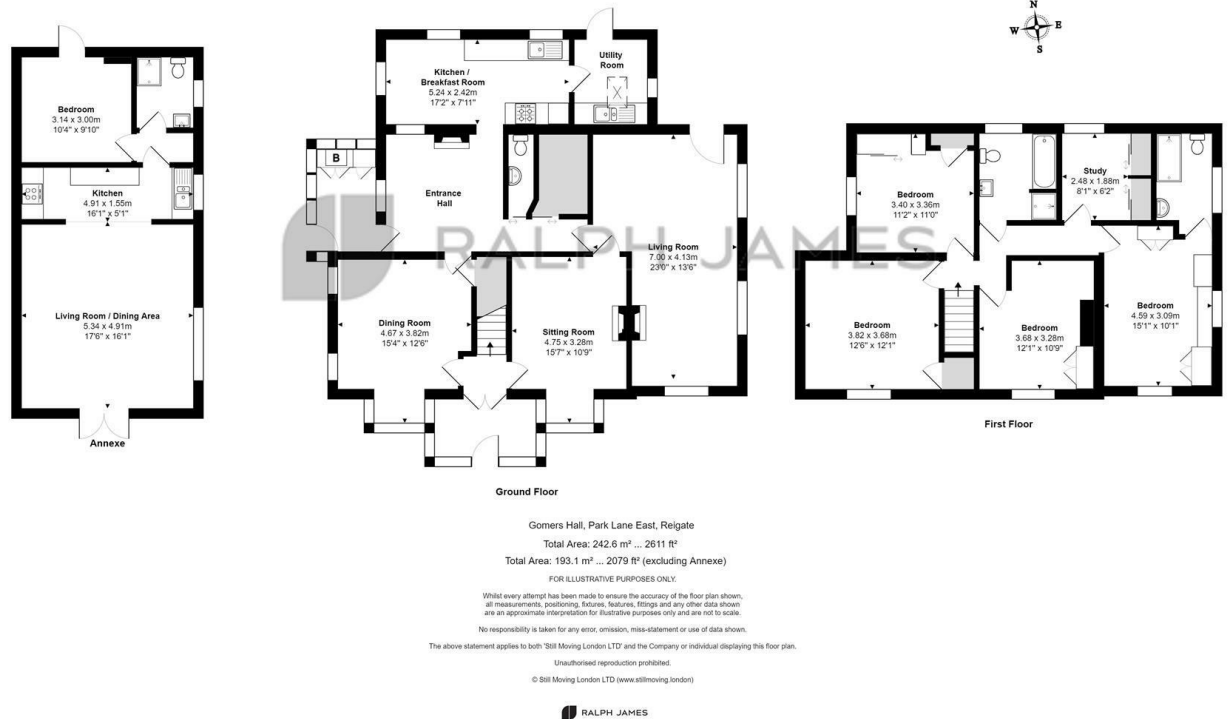 N
W E
S
Bedroom
3.14 x 3.00m
10'4" x 9'10"
Kitchen
4.91 x 1.55m
16'1" x 5'1"
Living Room / Dining Area
5.34 x 4.91m
17'6" x 16'1"
Annexe
Kitchen /
Breakfast Room
5.24 x 2.42m
17'2" x 7'11"
Utility
Room
B
Entrance
Hall
Living Room
7.00 x 4.13m
23'0" x 13'6"
Dining Room
4.67 x 3.82m
15'4" x 12'6"
Sitting Room
4.75 x 3.28m
15'7" x 10'9"
Ground Floor
Bedroom
3.40 x 3.36m
11'2" x 11'0"
Study
2.48 x 1.88m
8'1" x 6'2"
Bedroom
3.82 x 3.68m
12'6" x 12'1"
Bedroom
3.68 x 3.28m
12'1" x 10'9"
Bedroom
4.59 x 3.09m
15'1" x 10'1"
First Floor
RALPH JAMES
Gomers Hall, Park Lane East, Reigate
Total Area: 242.6 m² ... 2611 ft²
Total Area: 193.1 m² ... 2079 ft² (excluding Annexe)
FOR ILLUSTRATIVE PURPOSES ONLY.
Whilst every attempt has been made to ensure the accuracy of the floor plan shown,
all measurements, positioning, fixtures, features, fittings and any other data shown
are an approximate interpretation for illustrative purposes only and are not to scale.
No responsibility is taken for any error, omission, miss-statement or use of data shown.
The above statement applies to both 'Still Moving London LTD' and the Company or individual displaying this floor plan.
Unauthorised reproduction prohibited.
© Still Moving London LTD (www.stillmoving.london)
RALPH JAMES